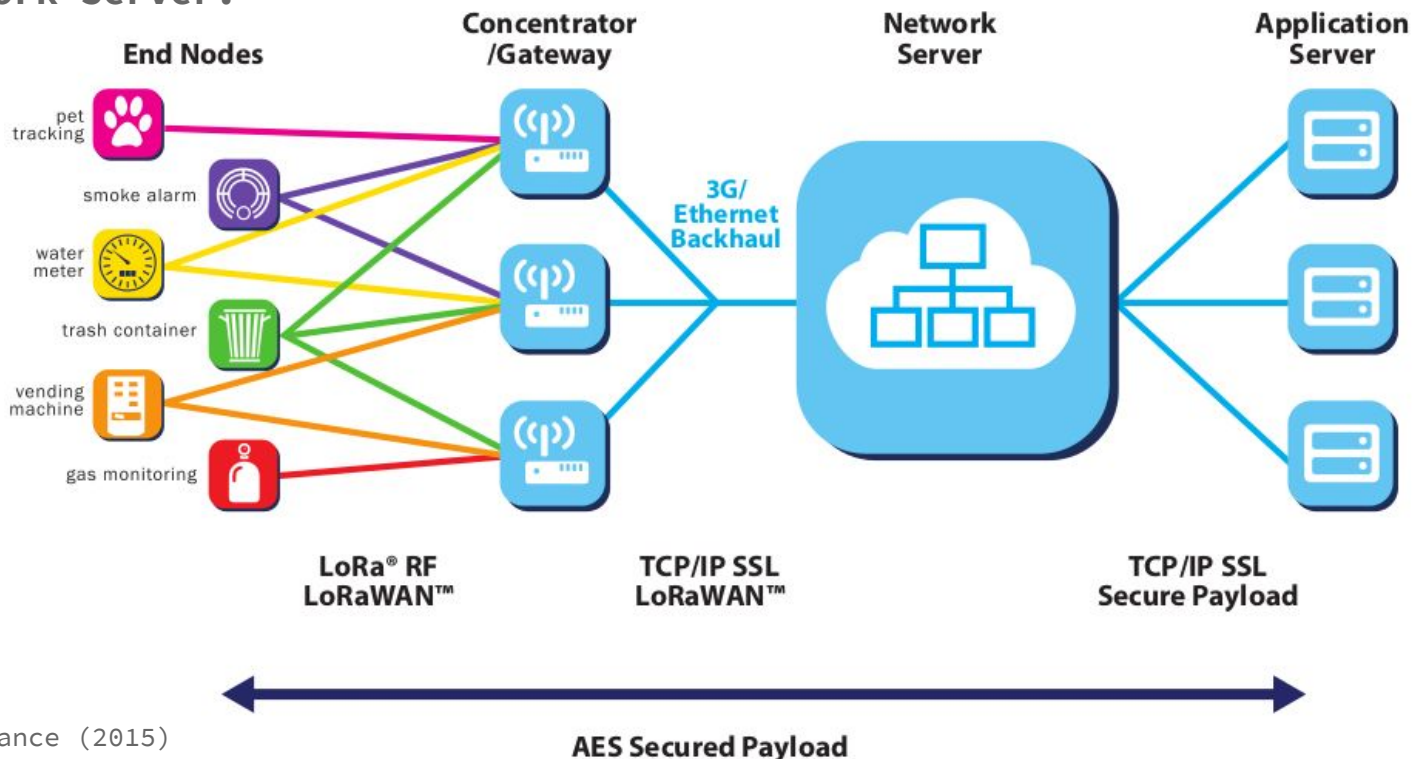 End Nodes
Concentrator
/Gateway
Network
Server
Application
Server
pet
tracking
smoke alarm
water
meter
trash container
vending
machine
gas monitoring
3G/
Ethernet
Backhaul
LoRa® RF
LoRaWAN™
TCP/IP SSL
LoRaWAN™
TCP/IP SSL
Secure Payload
AES Secured Payload
(2015)